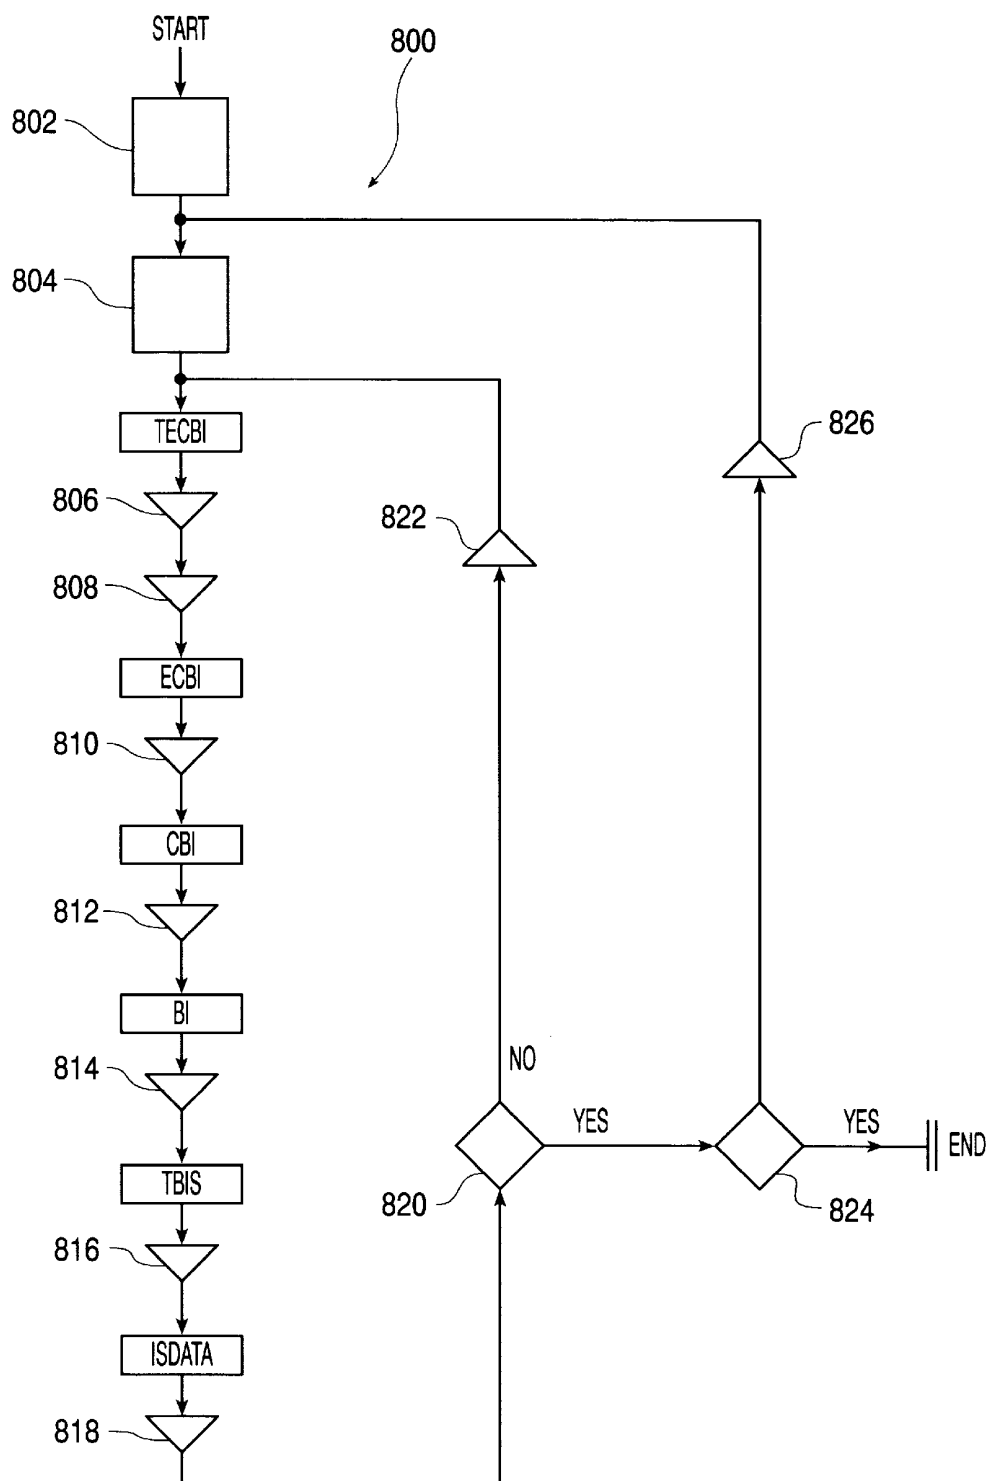 START
800
802
804
TECBI
826
806
822
808
ECBI
810
CBI
812
BI
NO
814
YES
YES
END
TBIS
820
824
816
ISDATA
818